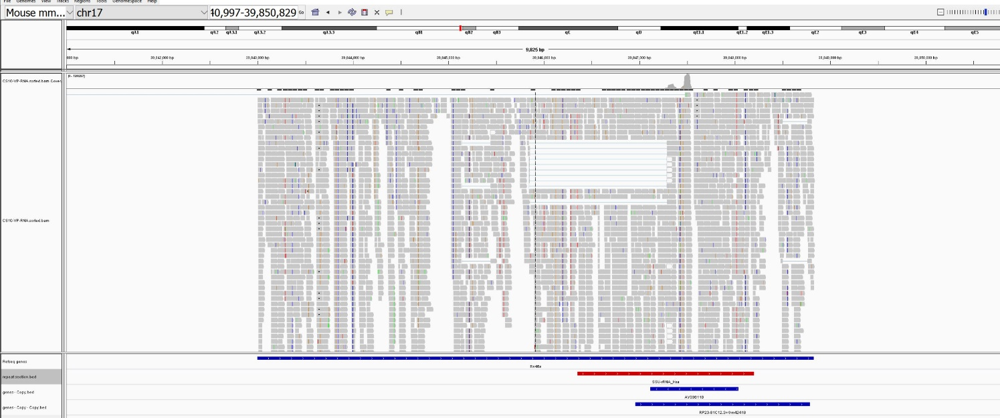 File Genomes View Tracks Regions Tools GenomeSpace Help
Mouse mm... chr17 40,997-39,850,829 Go
qA1 qA2 qA3.1 qA3.2 qA3.3 qB1 qB2 qB3 qC qD qE1.1 qE1.2 qE1.3 qE2 qE3 qE4 qE5
9,825 bp
000 bp 39,842,000 bp 39,843,000 bp 39,844,000 bp 39,845,000 bp 39,846,000 bp 39,847,000 bp 39,848,000 bp 39,849,000 bp 39,850,000 bp
CS10-VP-RNA.sorted.bam Cover
CS10-VP-RNA.sorted.bam
Refseq genes
Rn45s
repeat section.bed
SSU-rRNA_Hsa
genes - Copy.bed
AY036118
genes - Copy - Copy.bed
RP23-81C12.3=Gm42418